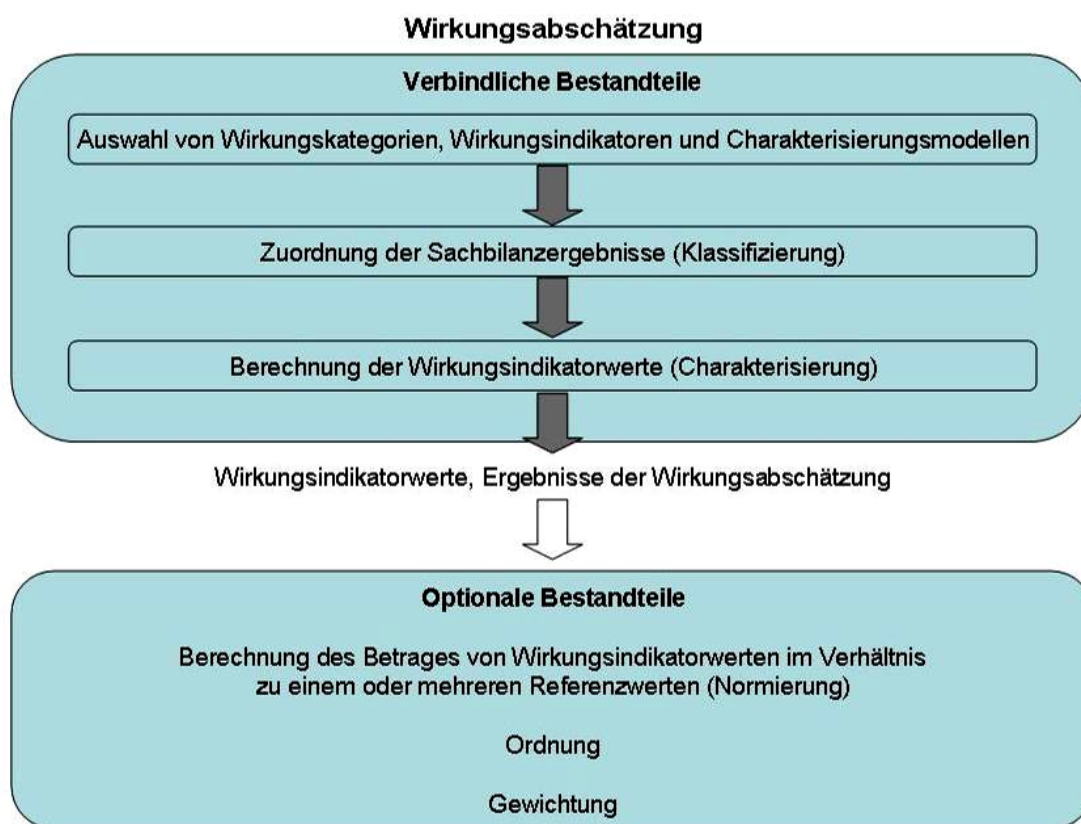 Wirkungsabschätzung
Verbindliche Bestandteile
Auswahl von Wirkungskategorien, Wirkungsindikatoren und Charakterisierungsmodellen
Zuordnung der Sachbilanzergebnisse (Klassifizierung)
Berechnung der Wirkungsindikatorwerte (Charakterisierung)
Wirkungsindikatorwerte, Ergebnisse der Wirkungsabschätzung
Optionale Bestandteile
Berechnung des Betrages von Wirkungsindikatorwerten im Verhältnis
zu einem oder mehreren Referenzwerten (Normierung)
Ordnung
Gewichtung